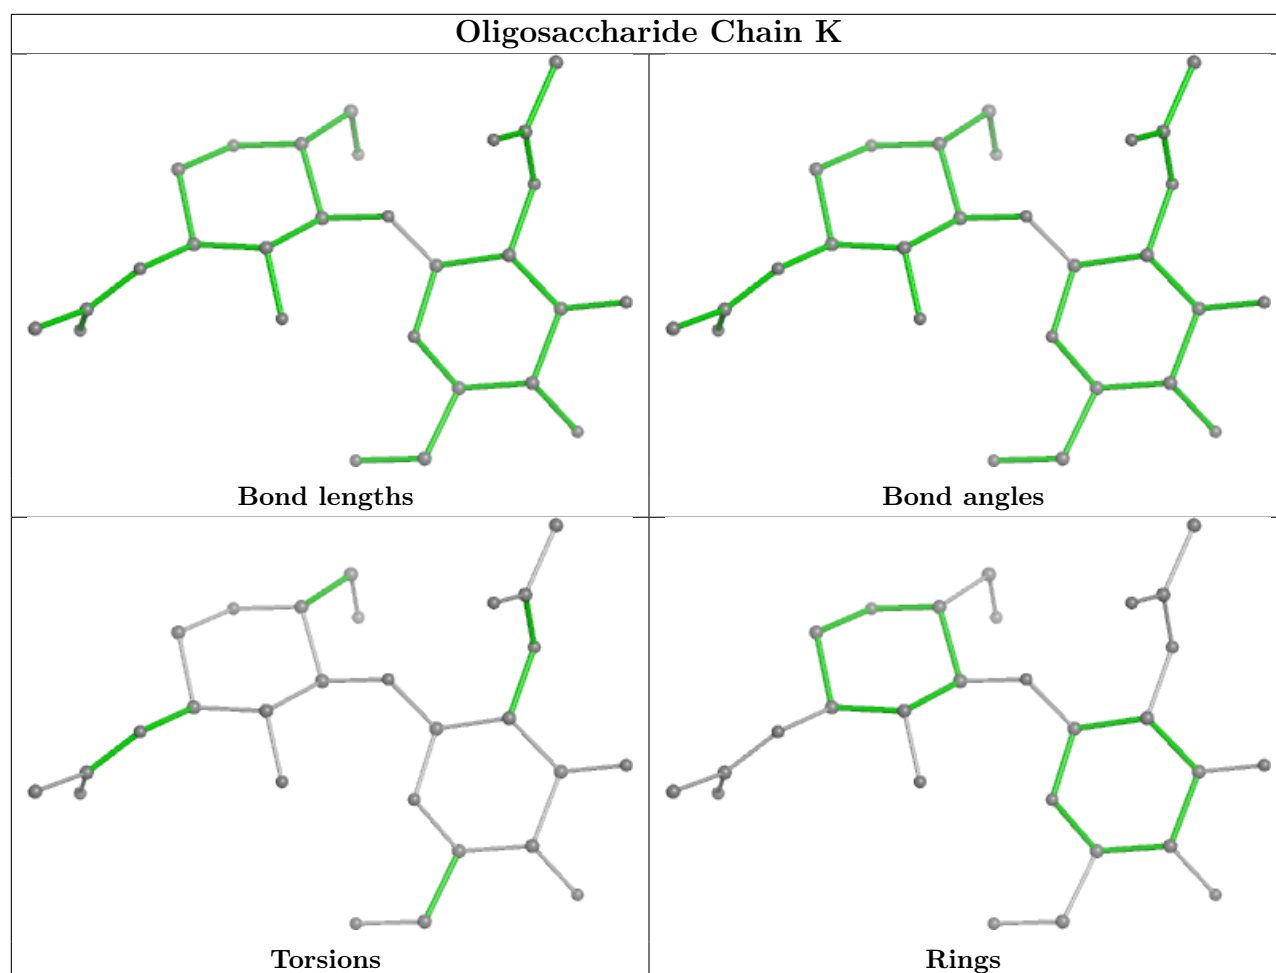 Oligosaccharide Chain K
Bond lengths
Bond angles
Torsions
Rings